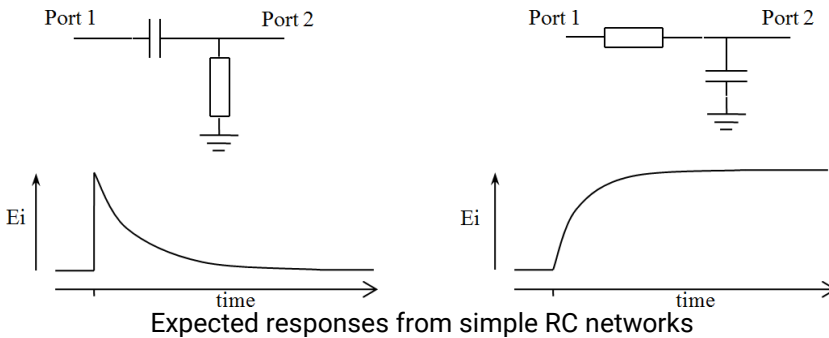 Port 1 Port 2 Port 1 Port 2
Ei Ei
time time
Expected responses from simple RC networks